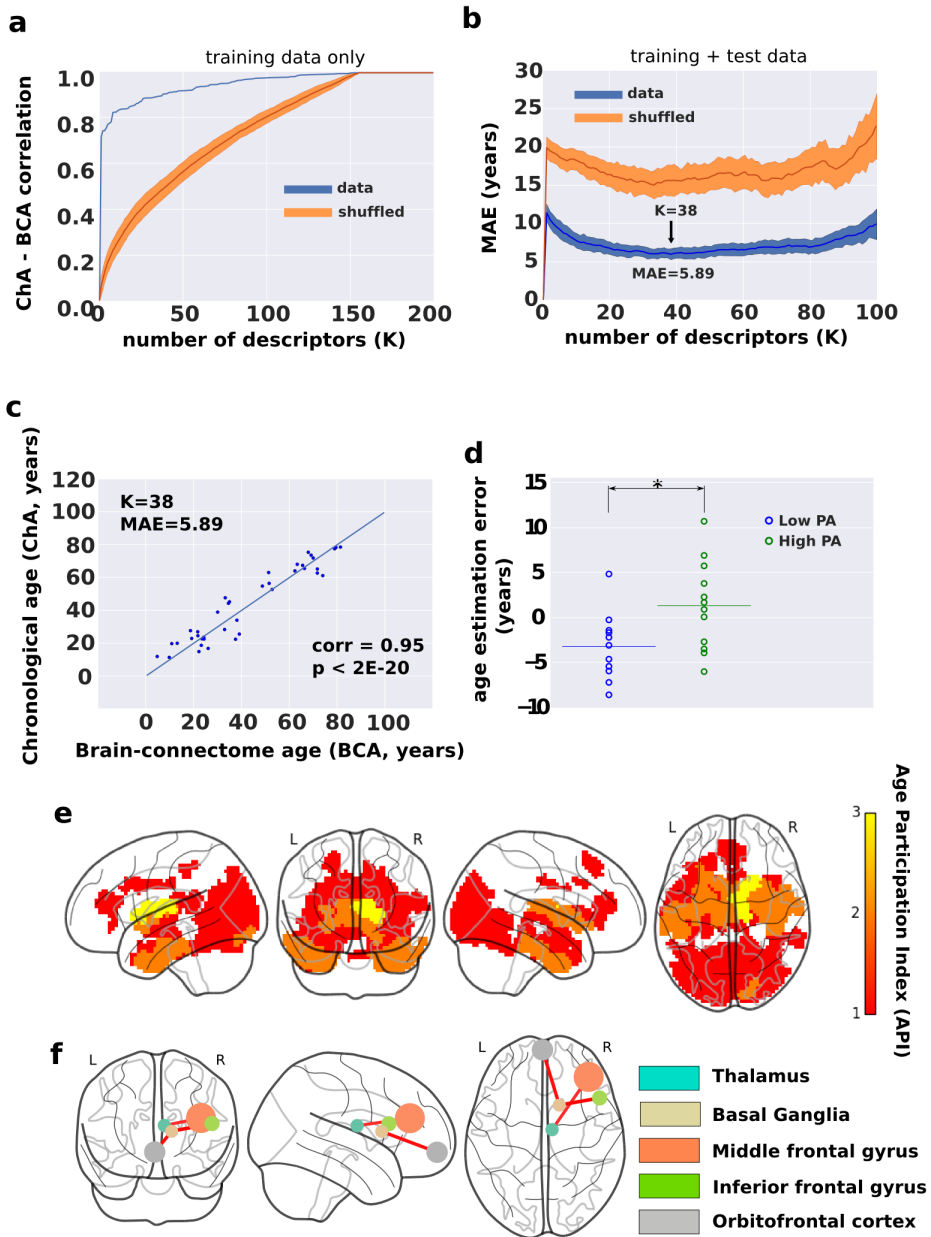 a
training data only
ChA - BCA correlation
1.0
0.8
0.6
0.4
0.2
0.0
0
50
100
150
200
data
shuffled
number of descriptors (K)
b
training + test data
MAE (years)
30
25
20
15
10
5
0
0
20
40
60
80
100
data
shuffled
K=38
MAE=5.89
number of descriptors (K)
c
Chronological age (ChA, years)
120
100
80
60
40
20
0
K=38
MAE=5.89
corr = 0.95
p < 2E-20
0
20
40
60
80
100
Brain-connectome age (BCA, years)
d
age estimation error
(years)
15
10
5
0
−5
−10
*
Low PA
High PA
e
L
R
L
R
3
2
1
Age Participation Index (API)
f
L
R
L
R
Thalamus
Basal Ganglia
Middle frontal gyrus
Inferior frontal gyrus
Orbitofrontal cortex